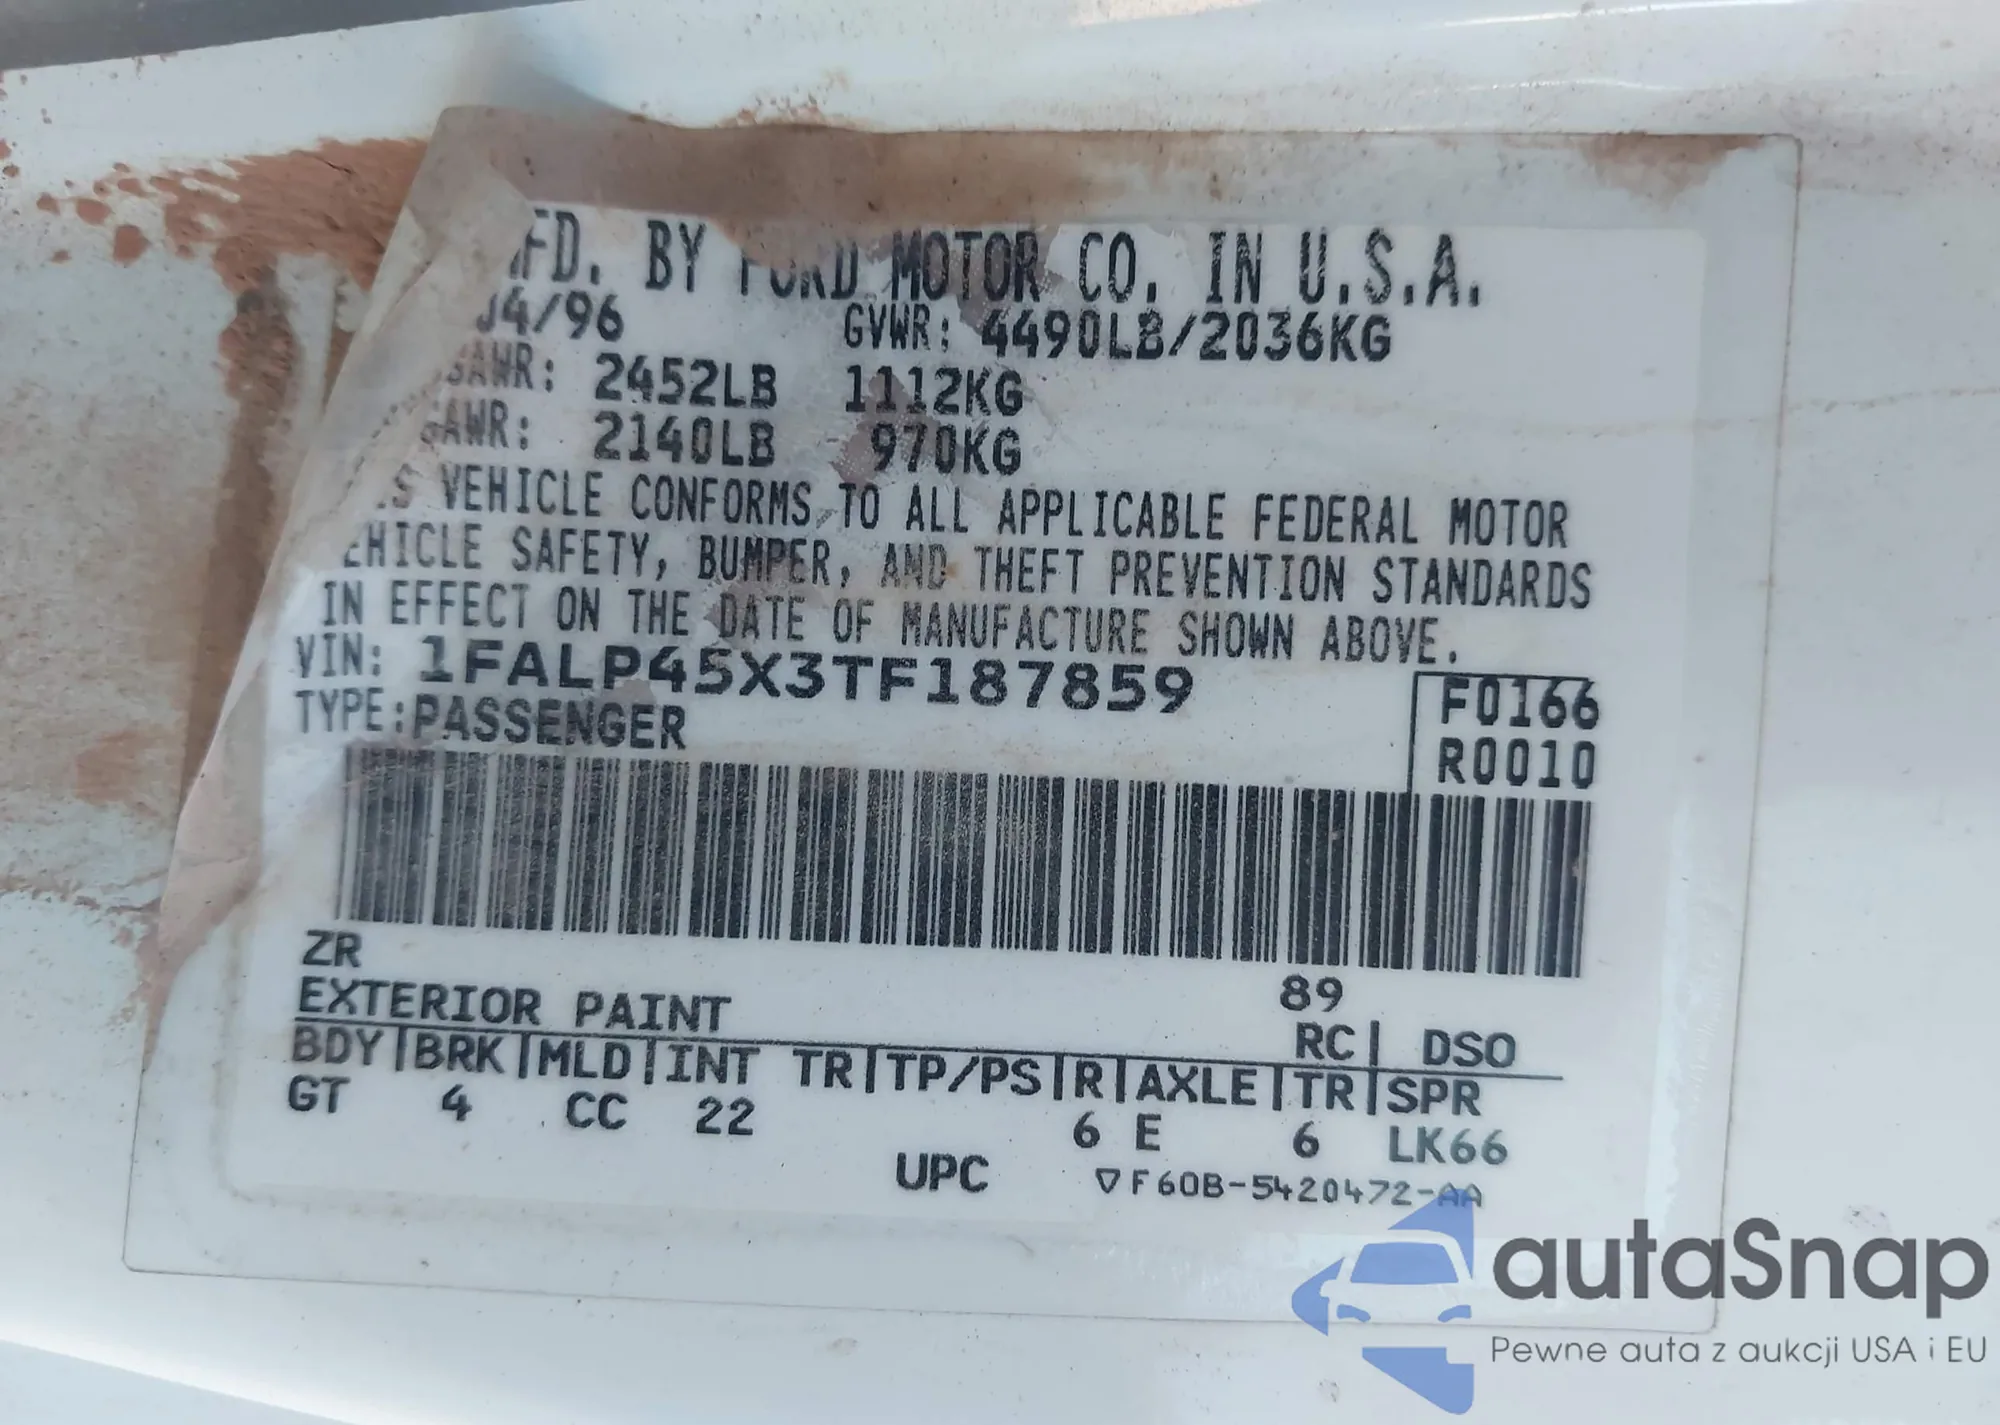 MFD. BY FORD MOTOR CO. IN U.S.A.
04/96 GVWR: 4490LB/2036KG
GAWR: 2452LB 1112KG
GAWR: 2140LB 970KG
VEHICLE CONFORMS TO ALL APPLICABLE FEDERAL MOTOR
VEHICLE SAFETY, BUMPER, AND THEFT PREVENTION STANDARDS
IN EFFECT ON THE DATE OF MANUFACTURE SHOWN ABOVE.
VIN: 1FALP45X3TF187859
TYPE: PASSENGER
F0166
R0010
ZR 89
EXTERIOR PAINT RC| DSO
BDY|BRK|MLD|INT TR|TP/PS|R|AXLE|TR|SPR
GT 4 CC 22 6 E 6 LK66
UPC ▽F60B-5420472-AA
autaSnap
Pewne auta z aukcji USA i EU